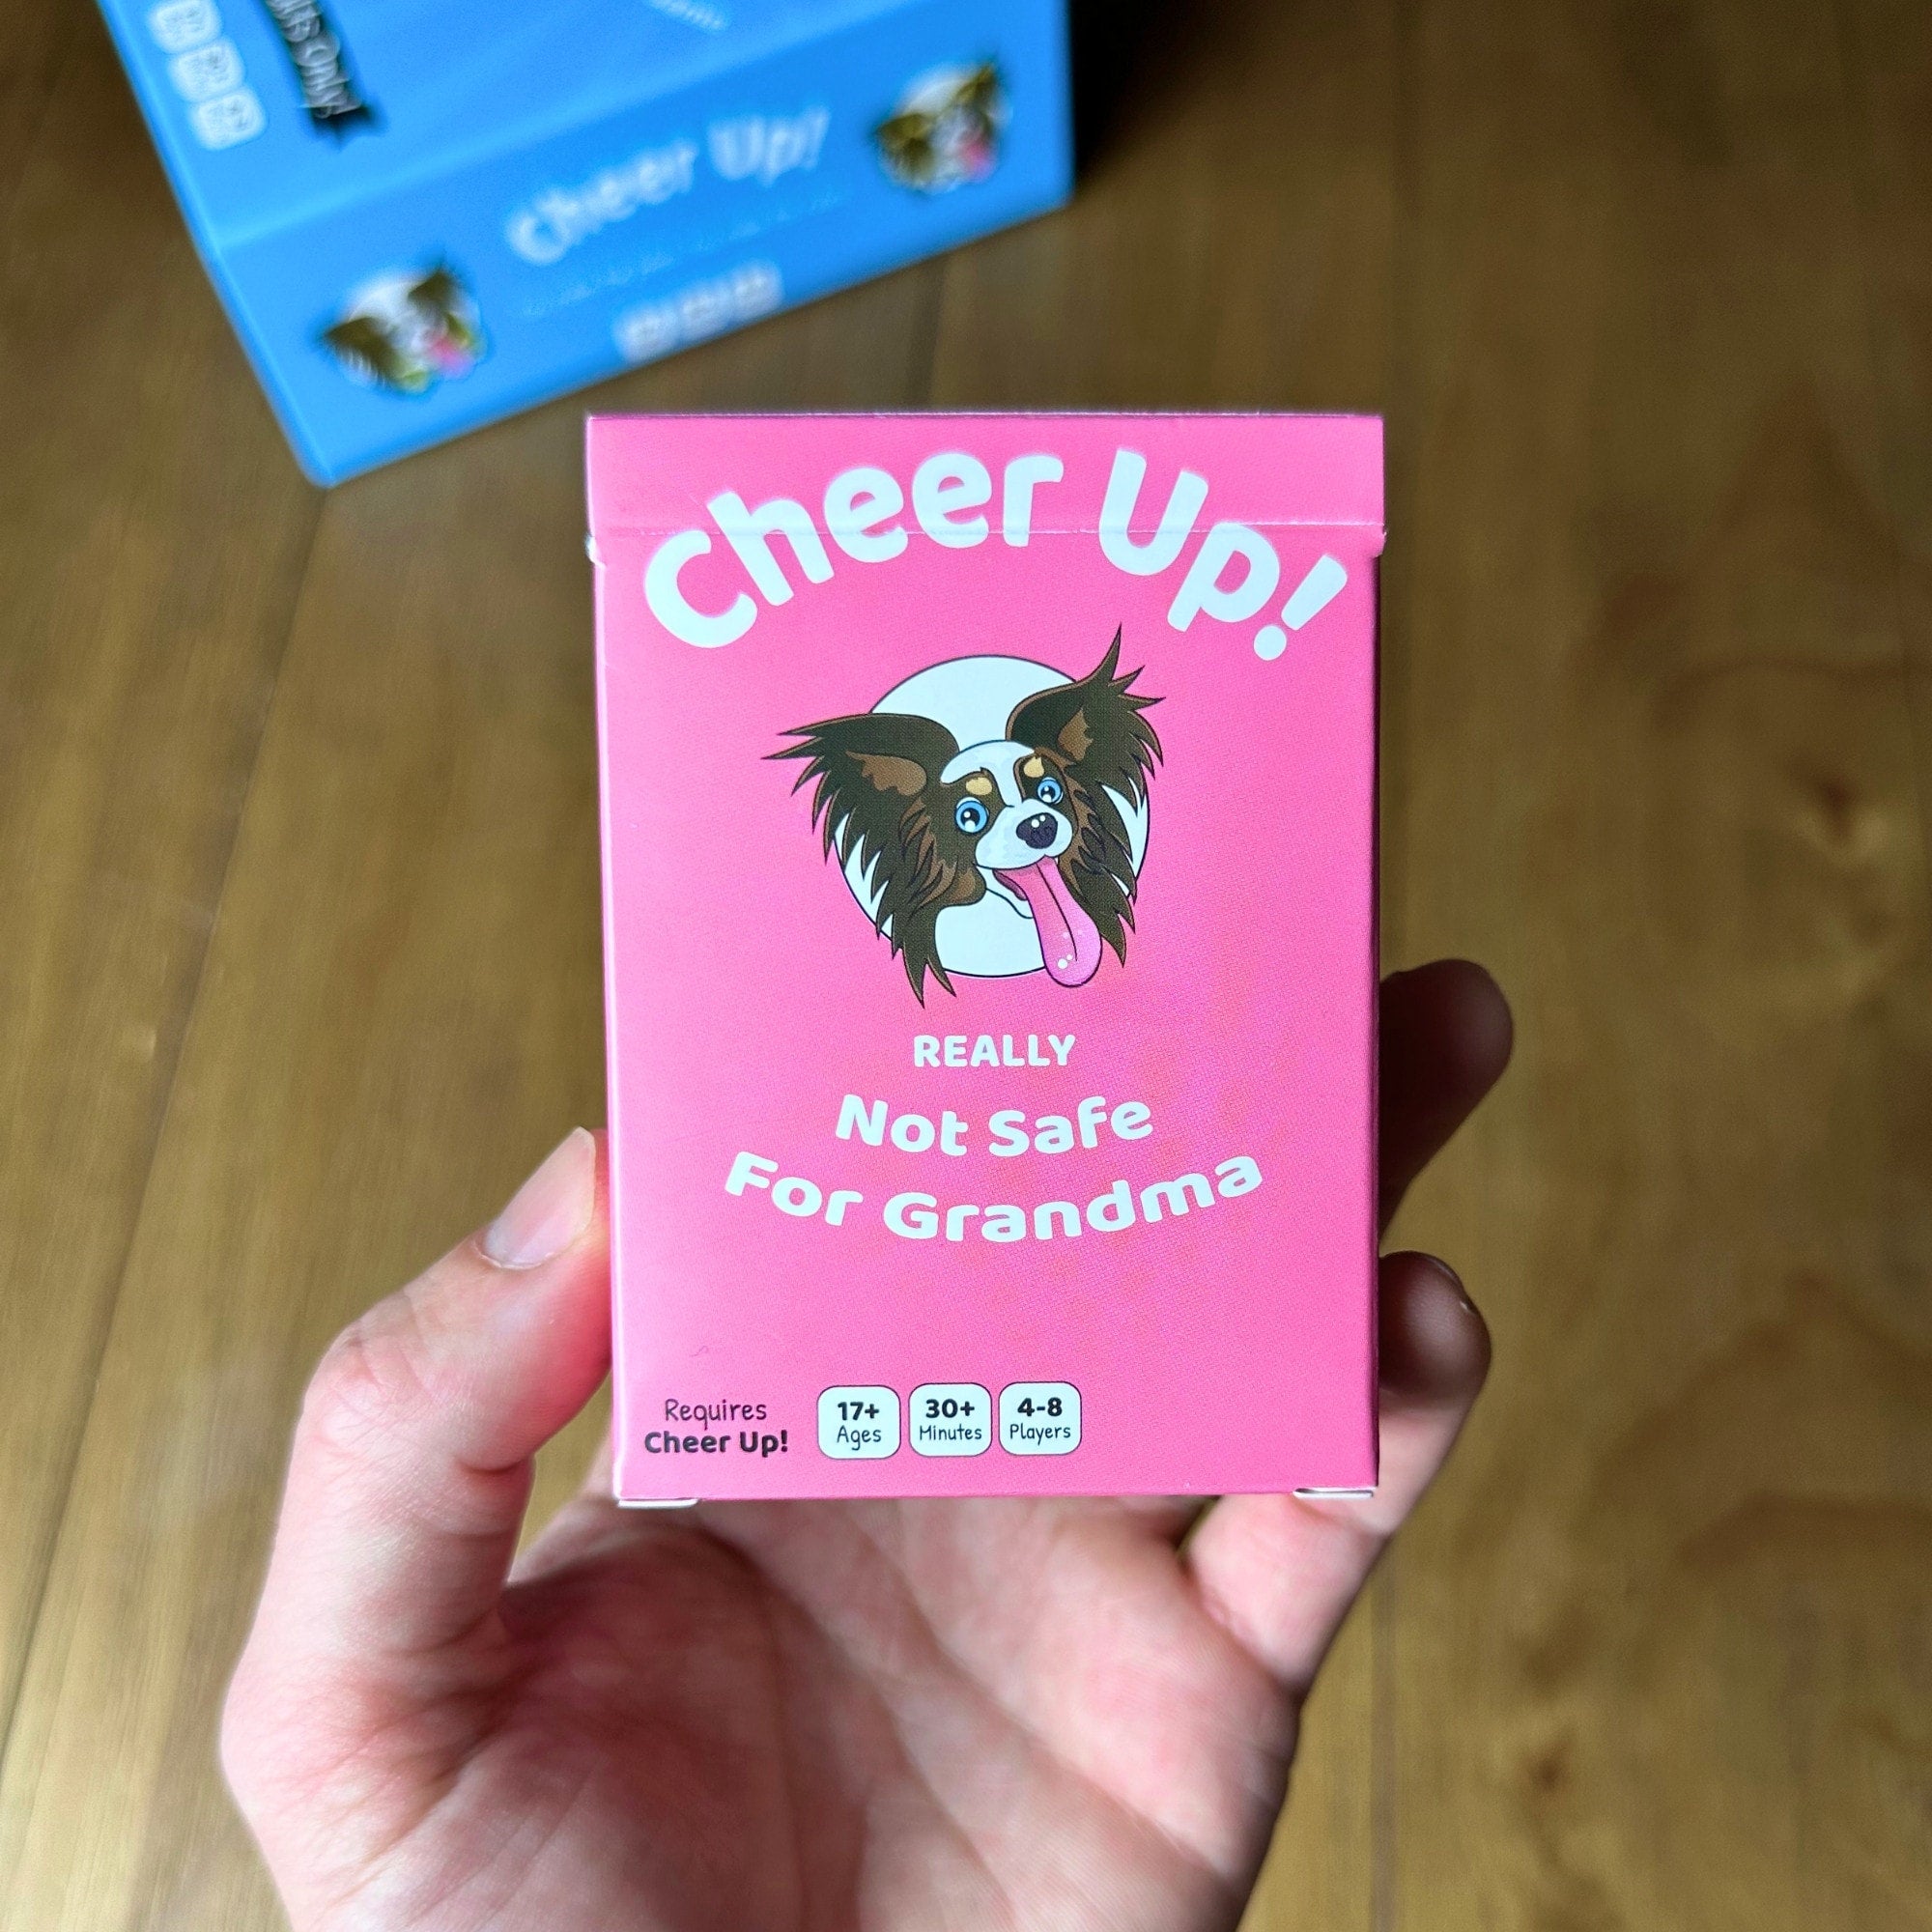 Only!
Cheer Up!
Cheer Up!
REALLY
Not Safe
For Grandma
Requires
Cheer Up!
17+
Ages
30+
Minutes
4-8
Players